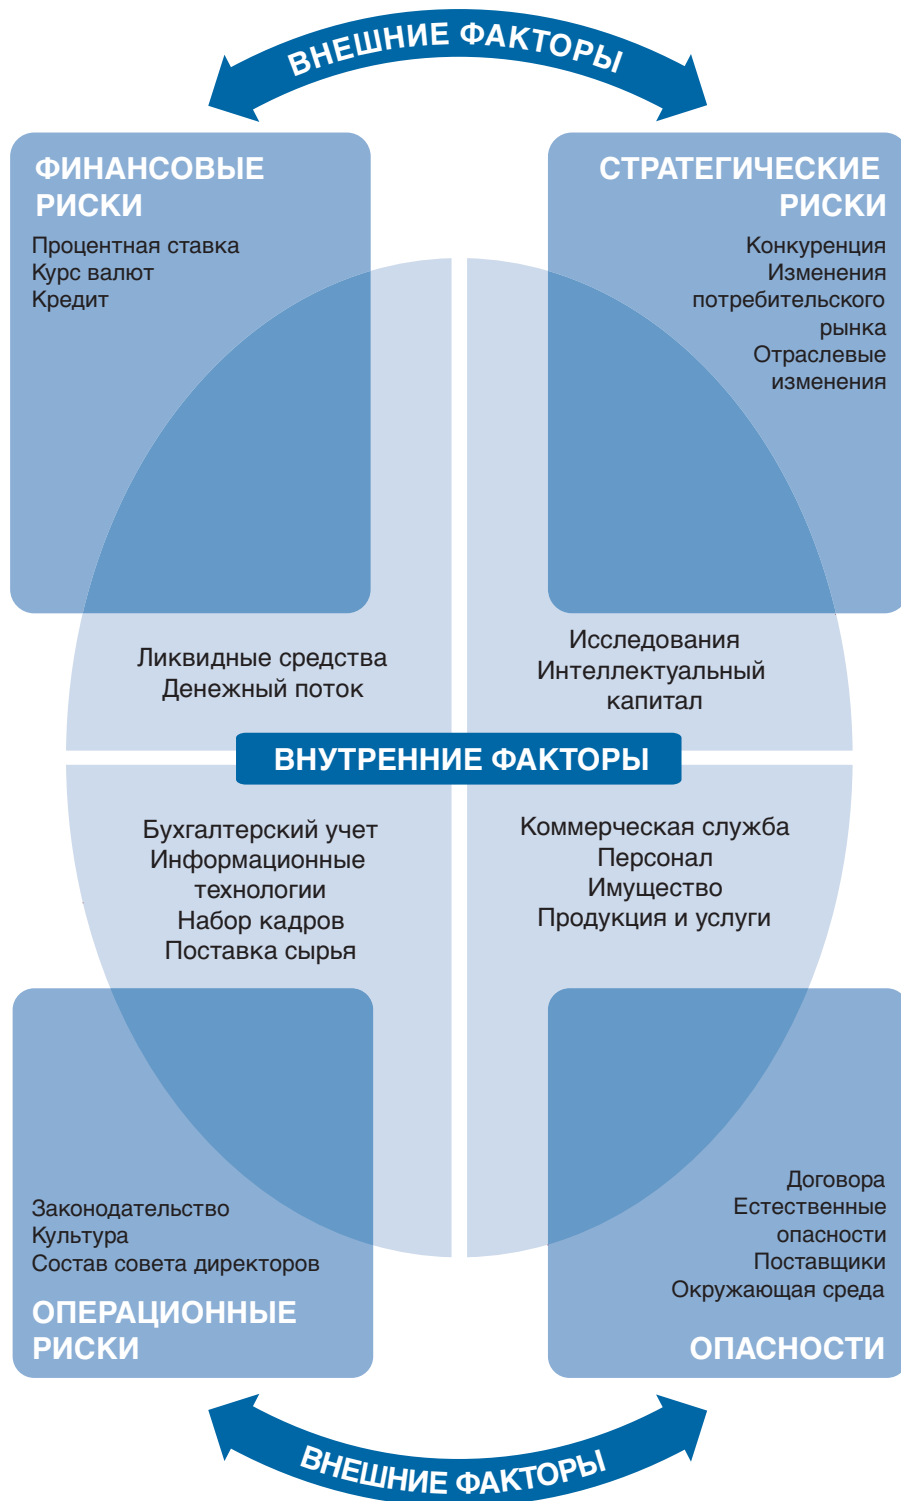 ВНЕШНИЕ ФАКТОРЫ
ФИНАНСОВЫЕ
РИСКИ
Процентная ставка
Курс валют
Кредит
СТРАТЕГИЧЕСКИЕ
РИСКИ
Конкуренция
Изменения
потребительского
рынка
Отраслевые
изменения
Ликвидные средства
Денежный поток
Исследования
Интеллектуальный
капитал
ВНУТРЕННИЕ ФАКТОРЫ
Бухгалтерский учет
Информационные
технологии
Набор кадров
Поставка сырья
Коммерческая служба
Персонал
Имущество
Продукция и услуги
Законодательство
Культура
Состав совета директоров
ОПЕРАЦИОННЫЕ
РИСКИ
Договора
Естественные
опасности
Поставщики
Окружающая среда
ОПАСНОСТИ
ВНЕШНИЕ ФАКТОРЫ